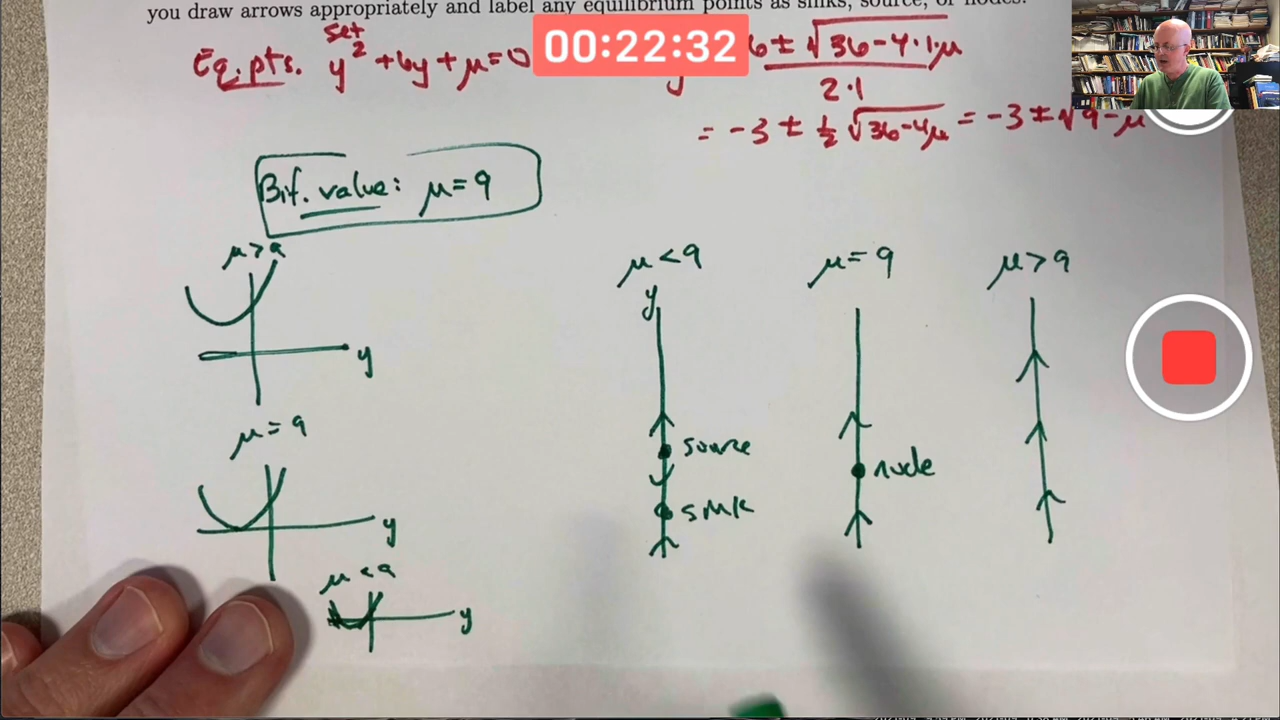 you draw arrows appropriately and label any equilibrium points as sinks, source, or nodes.
set
Eq. pts. y² + 6y + μ = 0
00:22:32
6 ± √36-4·1·μ
y
2·1
= -3 ± ½ √36-4μ = -3 ± √9-μ
Bif. value: μ = 9
μ > 9
y
μ = 9
y
μ < 9
y
μ < 9
y
source
sink
μ = 9
node
μ > 9